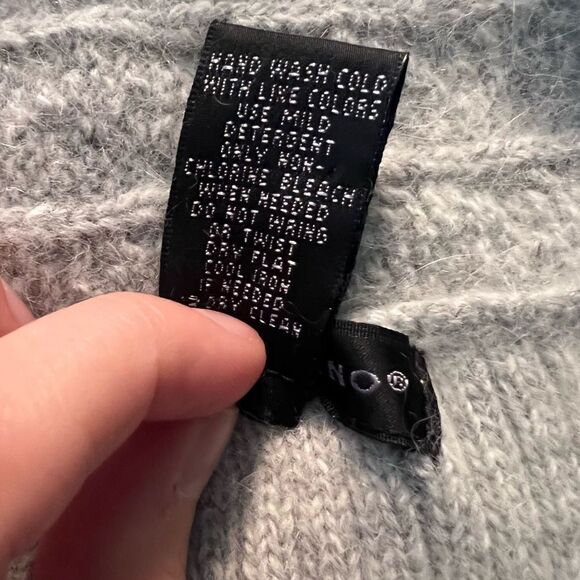 HAND WASH COLD
WITH LIKE COLORS
USE MILD
DETERGENT
ONLY NON-
CHLORINE BLEACH
WHEN NEEDED
DO NOT WRING
OR TWIST
DRY FLAT
COOL IRON
IF NEEDED
DRY CLEAN
NO®